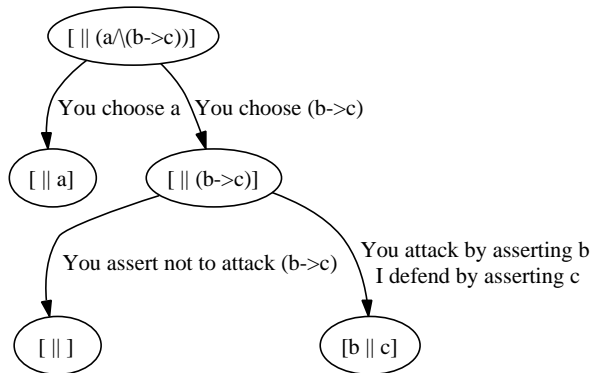 [ || (a/\(b->c))]
You choose a
You choose (b->c)
[ || a]
[ || (b->c)]
You assert not to attack (b->c)
You attack by asserting b
I defend by asserting c
[ || ]
[b || c]